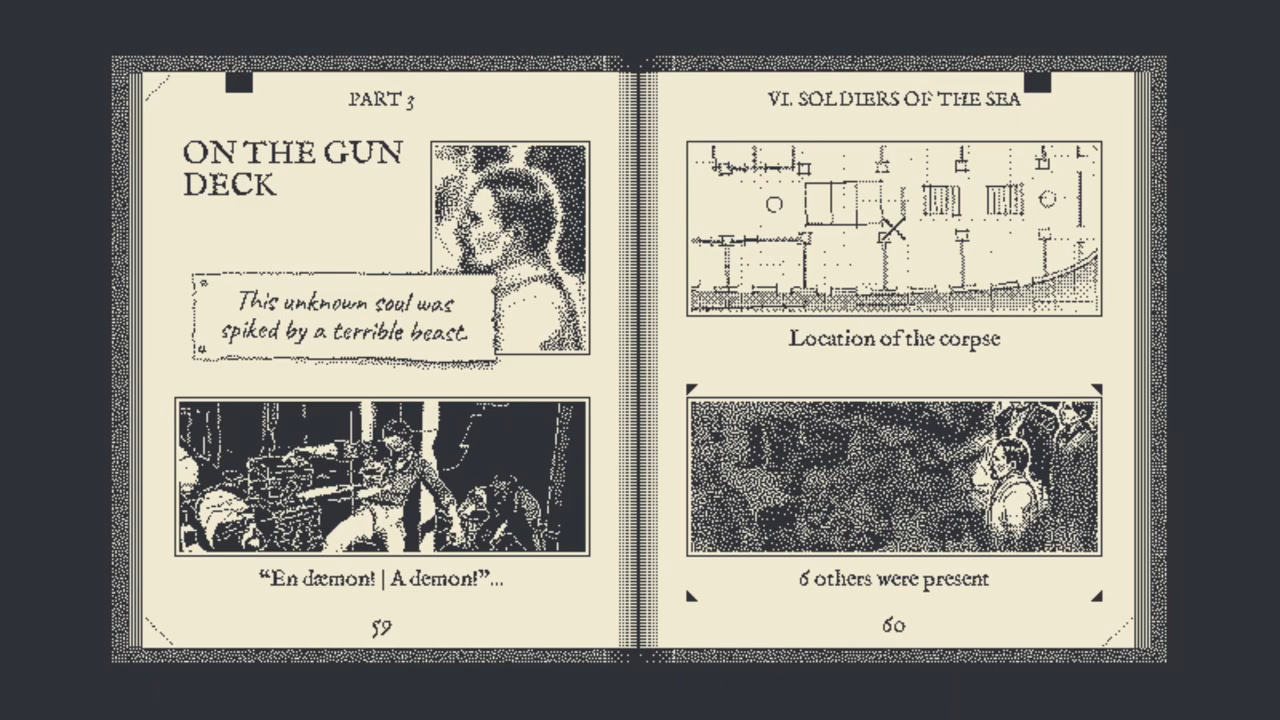 PART 3
ON THE GUN
DECK
This unknown soul was
spiked by a terrible beast.
“En dæmon! | A demon!”...
59
VI. SOLDIERS OF THE SEA
Location of the corpse
6 others were present
60